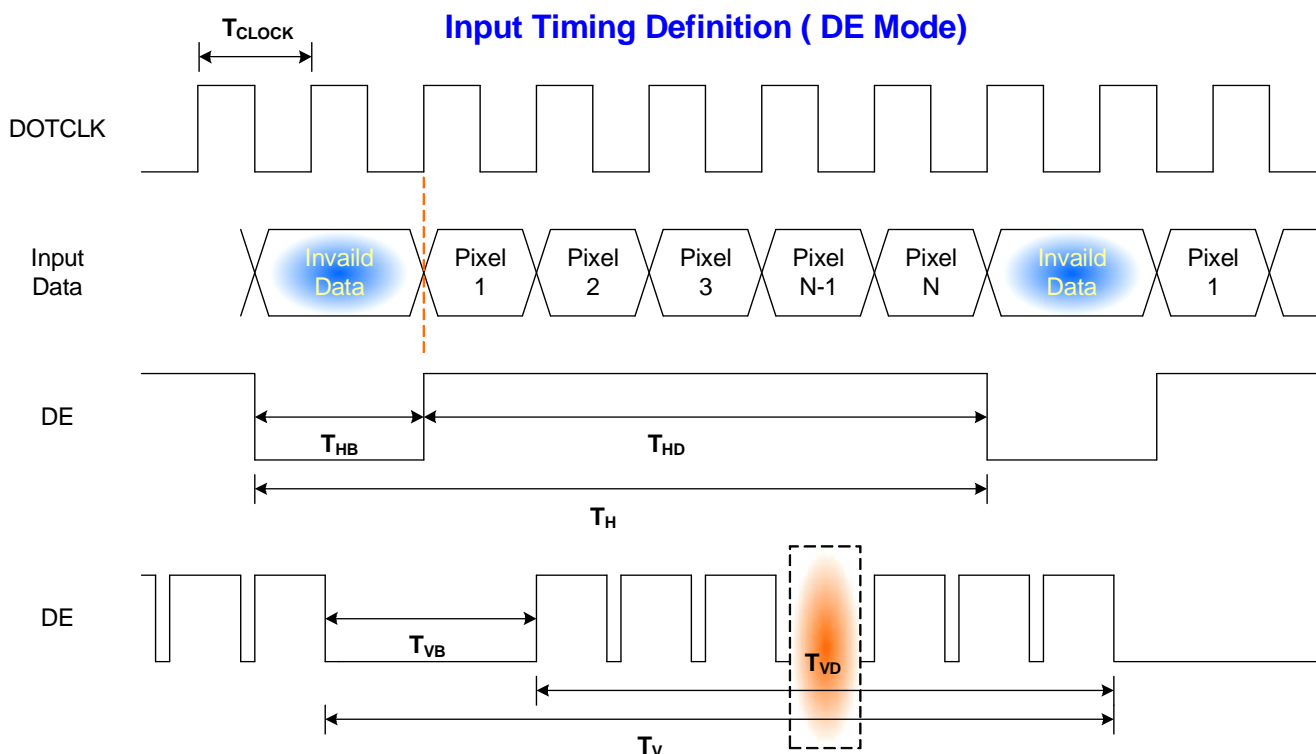 Input Timing Definition ( DE Mode)
TCLOCK
DOTCLK
Input
Data
Invaild
Data
Pixel
1
Pixel
2
Pixel
3
Pixel
N-1
Pixel
N
Invaild
Data
Pixel
1
DE
THB
THD
TH
DE
TVB
TVD
TV